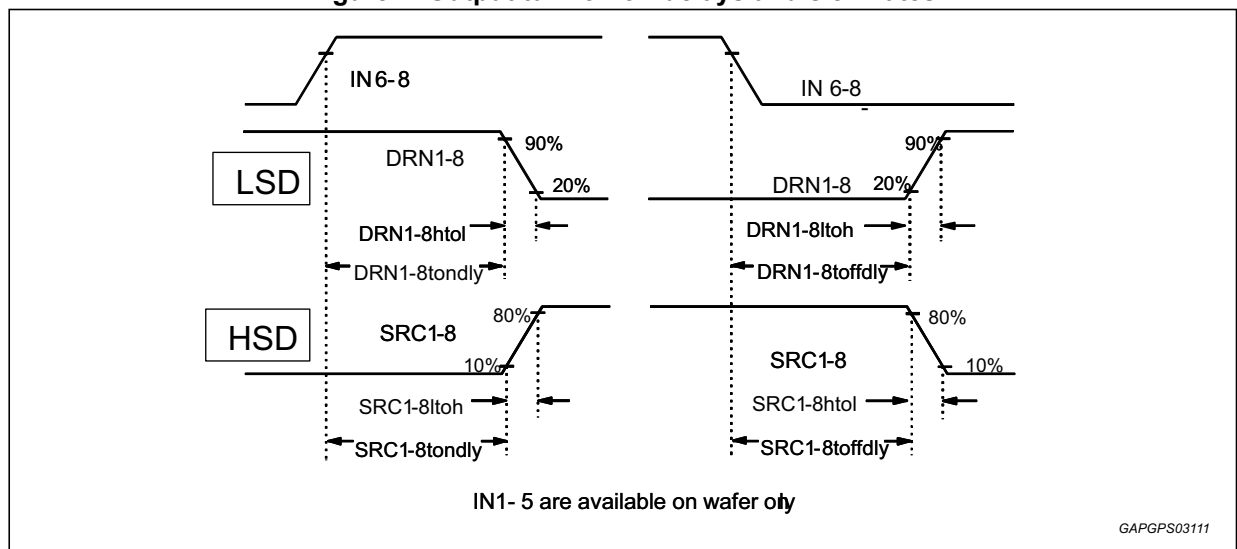 IN 6-8
IN 6-8
LSD
DRN1-8
90%
20%
DRN1-8
20%
90%
DRN1-8htol
DRN1-8ltoh
DRN1-8tondly
DRN1-8toffdly
HSD
SRC1-8
80%
10%
SRC1-8
80%
10%
SRC1-8ltoh
SRC1-8htol
SRC1-8tondly
SRC1-8toffdly
IN1- 5 are available on wafer only
GAPGPS03111